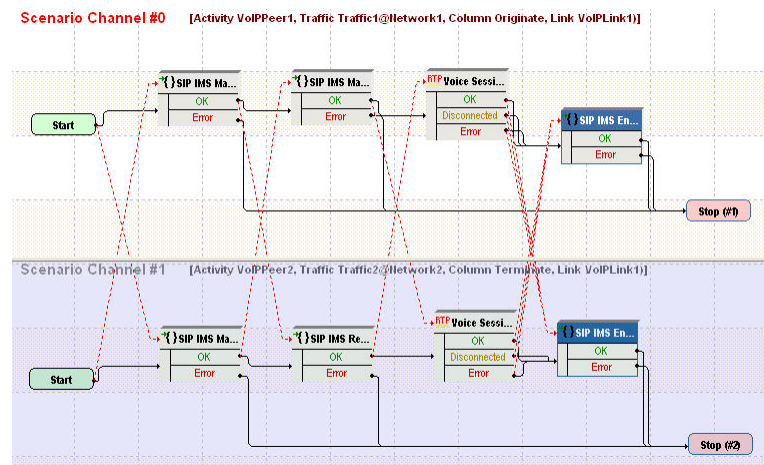 Scenario Channel #0 [Activity VoIPPeer1, Traffic Traffic1@Network1, Column Originate, Link VoIPLink1)]
{}SIP IMS Ma...
OK
Error
{}SIP IMS Ma...
OK
Error
RTP Voice Sessi...
OK
Disconnected
Error
{}SIP IMS En...
OK
Error
Start
Stop (#1)
Scenario Channel #1 [Activity VoIPPeer2, Traffic Traffic2@Network2, Column Terminate, Link VoIPLink1)]
{}SIP IMS Ma...
OK
Error
{}SIP IMS Re...
OK
Error
RTP Voice Sessi...
OK
Disconnected
Error
{}SIP IMS En...
OK
Error
Start
Stop (#2)